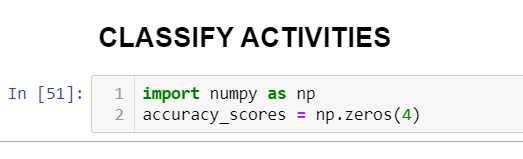 CLASSIFY ACTIVITIES
In [51]:
1 import numpy as np
2 accuracy_scores = np.zeros(4)